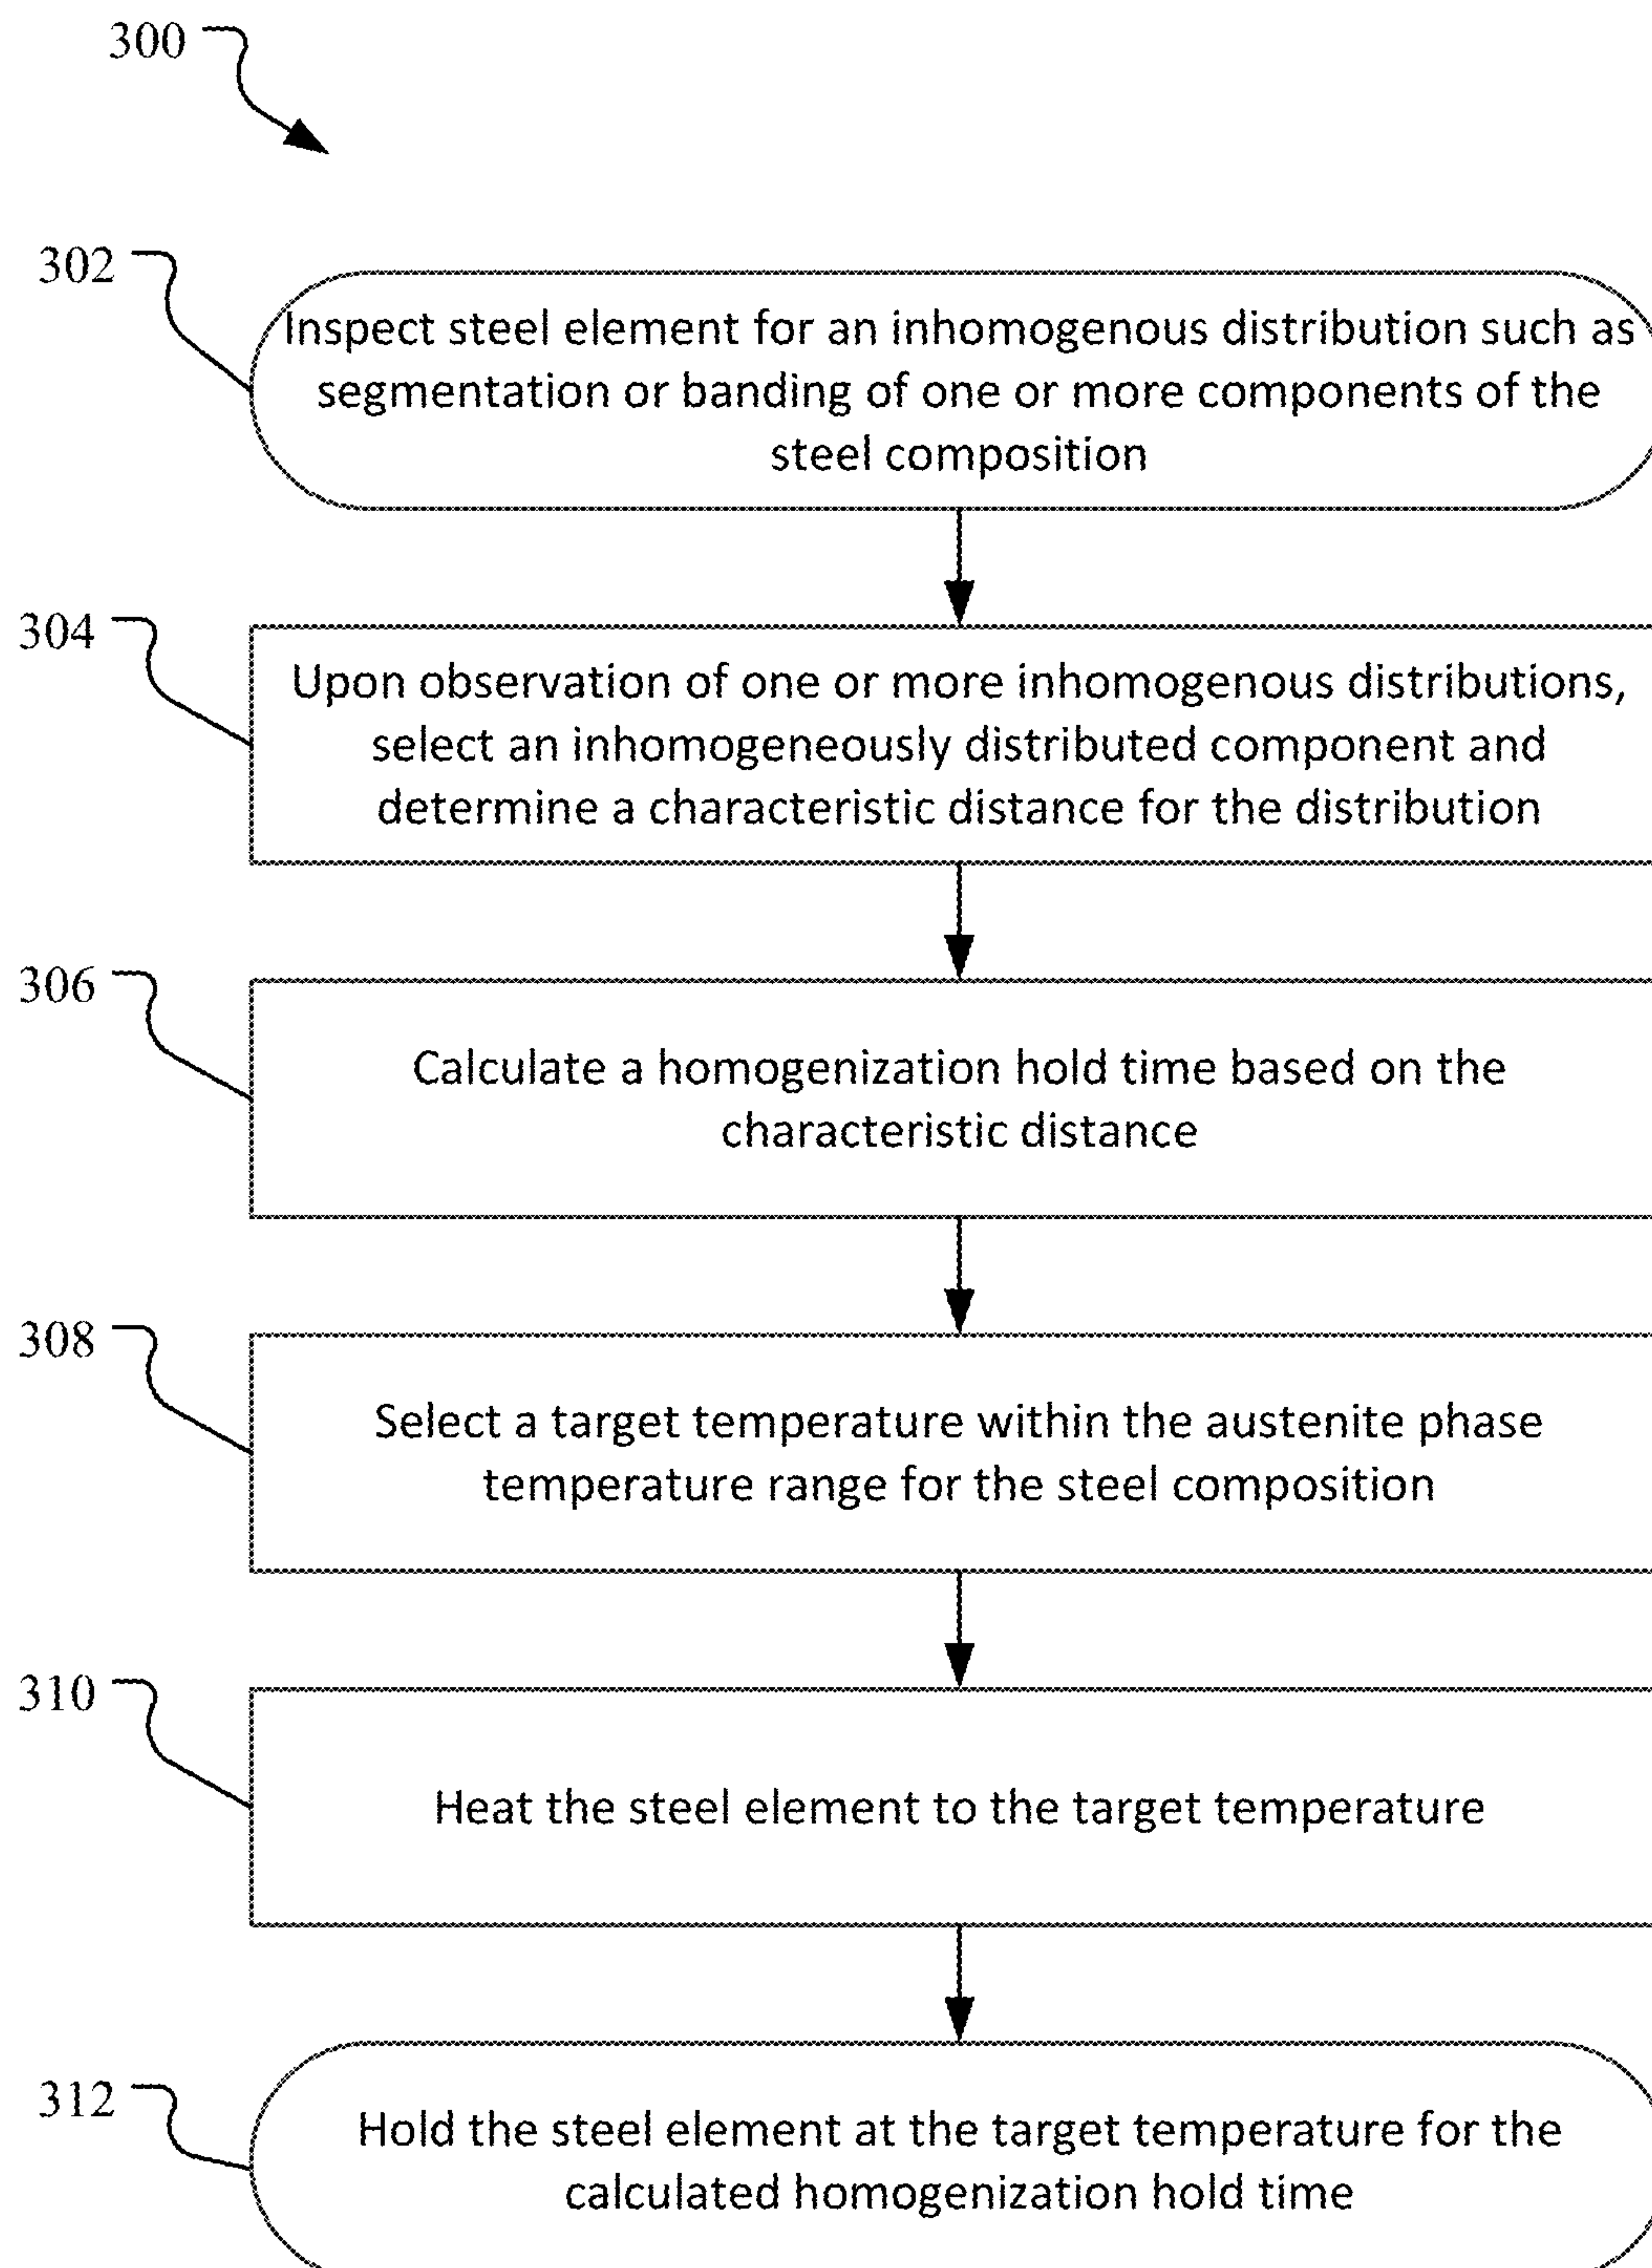 300
302
Inspect steel element for an inhomogenous distribution such as
segmentation or banding of one or more components of the
steel composition
304
Upon observation of one or more inhomogenous distributions,
select an inhomogeneously distributed component and
determine a characteristic distance for the distribution
306
Calculate a homogenization hold time based on the
characteristic distance
308
Select a target temperature within the austenite phase
temperature range for the steel composition
310
Heat the steel element to the target temperature
312
Hold the steel element at the target temperature for the
calculated homogenization hold time